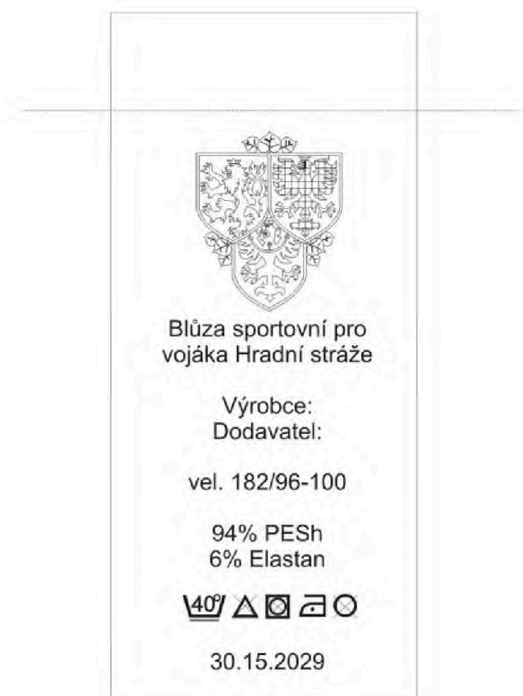 Blůza sportovní pro
vojáka Hradní stráže
Výrobce:
Dodavatel:
vel. 182/96-100
94% PESh
6% Elastan
40°
30.15.2029